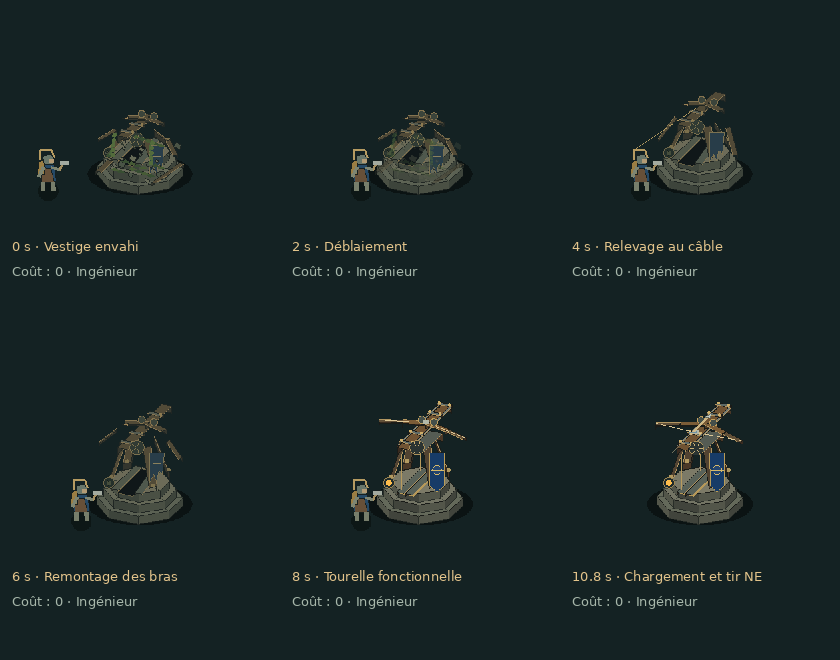 0 s · Vestige envahi
Coût : 0 · Ingénieur
2 s · Déblaiement
Coût : 0 · Ingénieur
4 s · Relevage au câble
Coût : 0 · Ingénieur
6 s · Remontage des bras
Coût : 0 · Ingénieur
8 s · Tourelle fonctionnelle
Coût : 0 · Ingénieur
10.8 s · Chargement et tir NE
Coût : 0 · Ingénieur